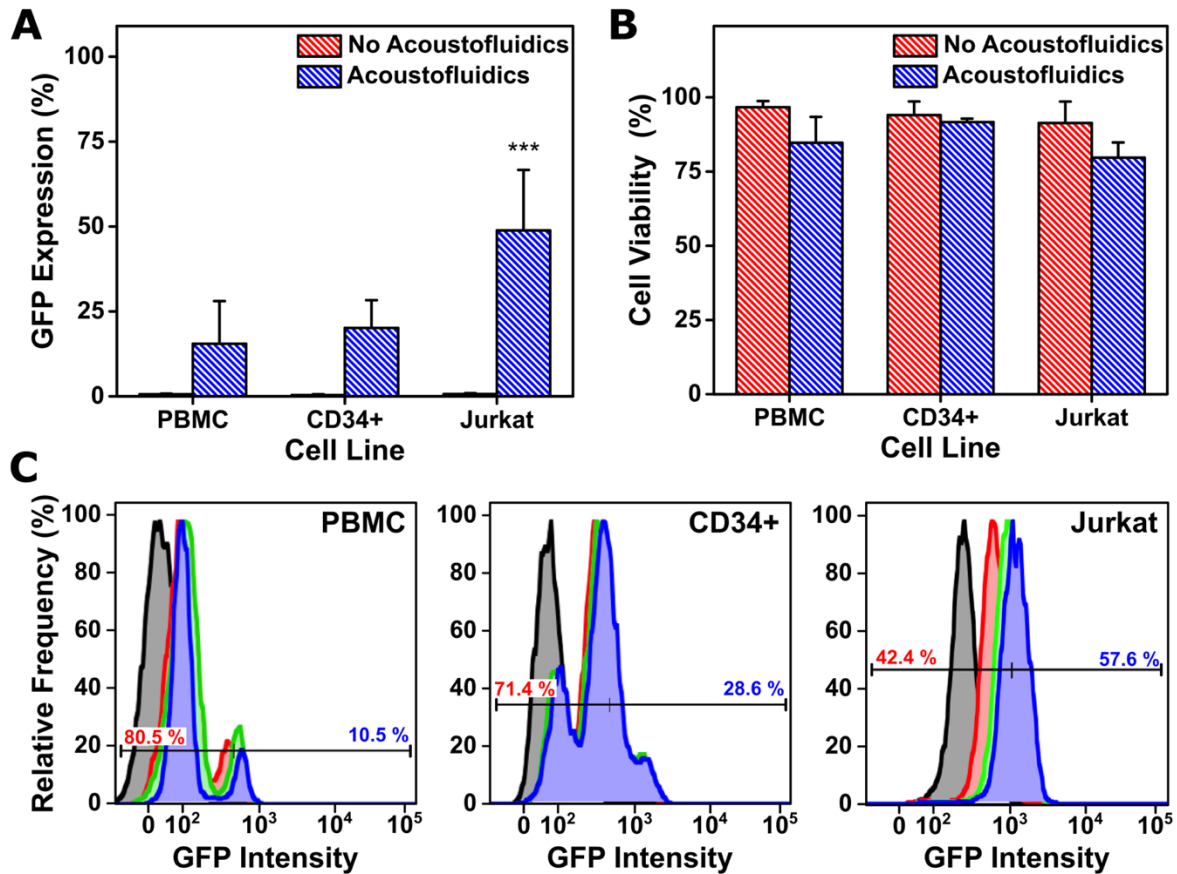 A
No Acoustofluidics
Acoustofluidics
GFP Expression (%)
100
75
50
25
0
***
PBMC
CD34+
Jurkat
Cell Line
B
No Acoustofluidics
Acoustofluidics
Cell Viability (%)
100
75
50
25
0
PBMC
CD34+
Jurkat
Cell Line
C
Relative Frequency (%)
100
80
60
40
20
0
PBMC
80.5 %
10.5 %
0 10² 10³ 10⁵
GFP Intensity
100
80
60
40
20
0
CD34+
71.4 %
28.6 %
0 10² 10³ 10⁵
GFP Intensity
100
80
60
40
20
0
Jurkat
42.4 %
57.6 %
0 10² 10³ 10⁴ 10⁵
GFP Intensity